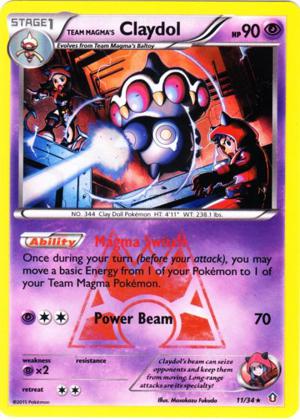 STAGE1
TEAM MAGMA'S Claydol HP90
Evolves from Team Magma's Baltoy
NO. 344 Clay Doll Pokémon HT: 4'11" WT: 238.1 lbs.
Ability Magma Switch
Once during your turn (before your attack), you may
move a basic Energy from 1 of your Pokémon to 1 of
your Team Magma Pokémon.
Power Beam 70
weakness resistance
×2
retreat
Claydol's beam can seize
opponents and keep them
from moving. Long-range
attacks are its specialty!
©2015 Pokémon
Illus. Masakazu Fukuda
11/34